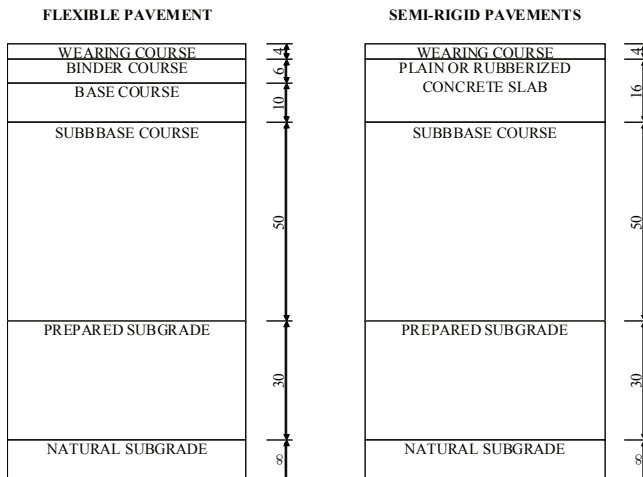 FLEXIBLE PAVEMENT
WEARING COURSE
BINDER COURSE
BASE COURSE
SUBBBASE COURSE
PREPARED SUBGRADE
NATURAL SUBGRADE
4
6
10
50
30
∞
SEMI-RIGID PAVEMENTS
WEARING COURSE
PLAIN OR RUBBERIZED
CONCRETE SLAB
SUBBBASE COURSE
PREPARED SUBGRADE
NATURAL SUBGRADE
4
16
50
30
∞